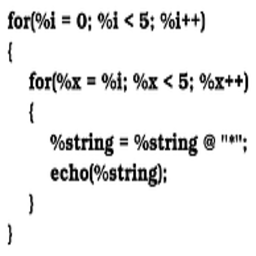 for(%i = 0; %i < 5; %i++)
{
for(%x = %i; %x < 5; %x++)
{
%string = %string @ "*";
echo(%string);
}
}